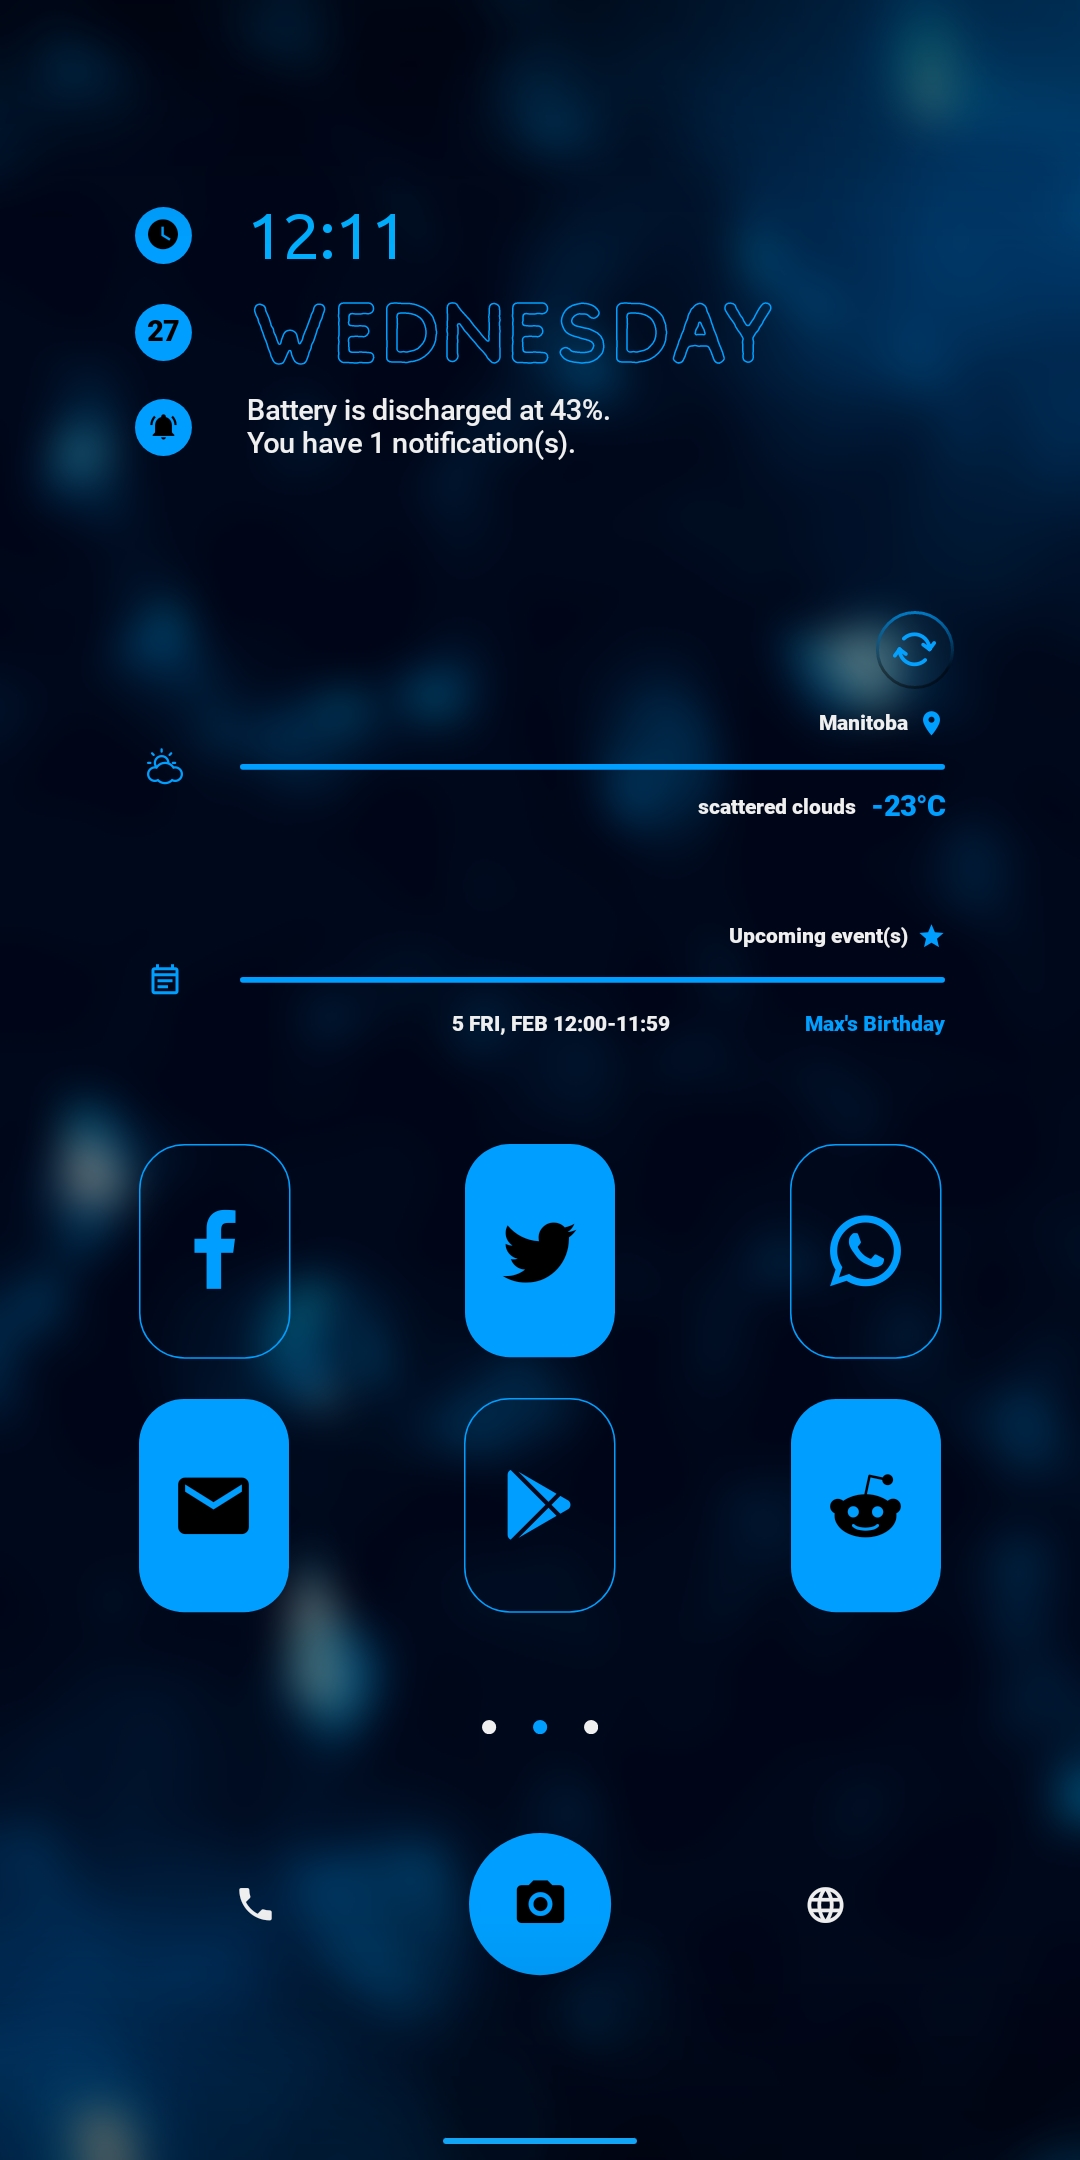 12:11
27 WEDNESDAY
Battery is discharged at 43%.
You have 1 notification(s).
Manitoba
scattered clouds -23°C
Upcoming event(s)
5 FRI, FEB 12:00-11:59 Max's Birthday